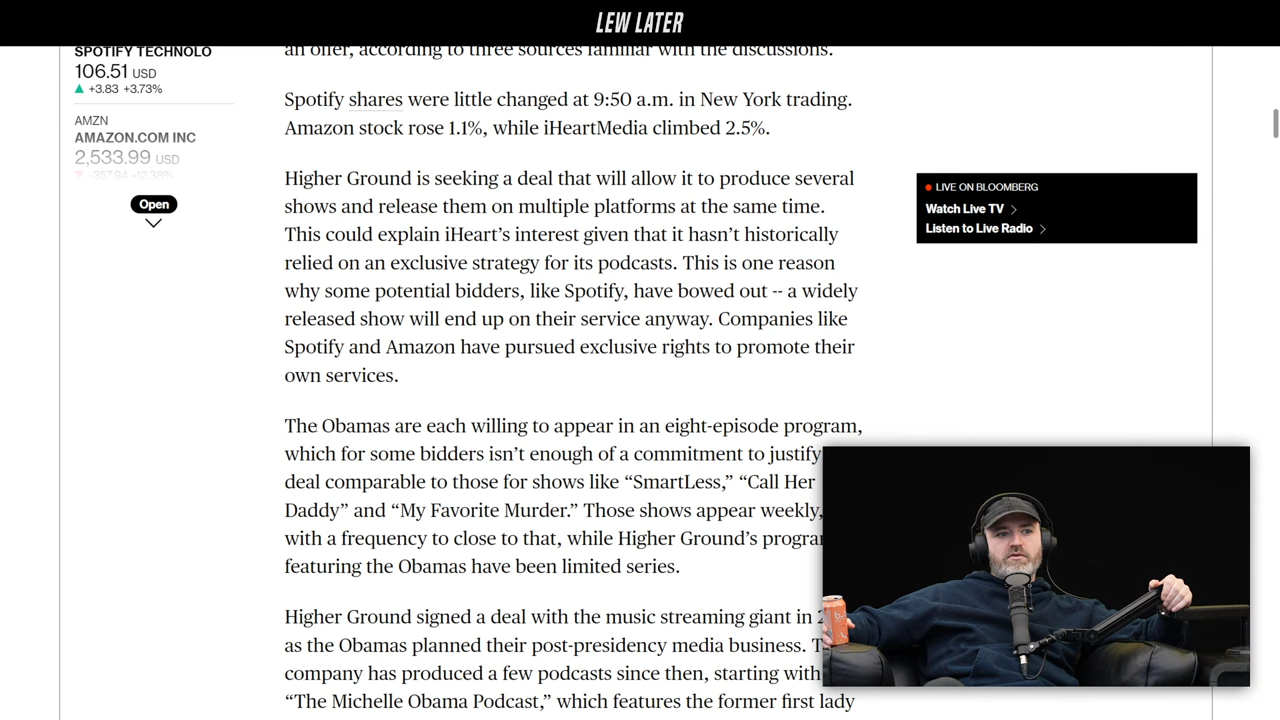 LEW LATER
SPOTIFY TECHNOLO
106.51 USD
+3.83 +3.73%
AMZN
AMAZON.COM INC
2,533.99 USD
-357.94 -12.38%
Open
an offer, according to three sources familiar with the discussions.
Spotify shares were little changed at 9:50 a.m. in New York trading.
Amazon stock rose 1.1%, while iHeartMedia climbed 2.5%.
Higher Ground is seeking a deal that will allow it to produce several
shows and release them on multiple platforms at the same time.
This could explain iHeart’s interest given that it hasn’t historically
relied on an exclusive strategy for its podcasts. This is one reason
why some potential bidders, like Spotify, have bowed out -- a widely
released show will end up on their service anyway. Companies like
Spotify and Amazon have pursued exclusive rights to promote their
own services.
The Obamas are each willing to appear in an eight-episode program,
which for some bidders isn’t enough of a commitment to justify
deal comparable to those for shows like “SmartLess,” “Call Her
Daddy” and “My Favorite Murder.” Those shows appear weekly,
with a frequency to close to that, while Higher Ground’s progra
featuring the Obamas have been limited series.
Higher Ground signed a deal with the music streaming giant in 2
as the Obamas planned their post-presidency media business. T
company has produced a few podcasts since then, starting with
“The Michelle Obama Podcast,” which features the former first lady
LIVE ON BLOOMBERG
Watch Live TV
Listen to Live Radio